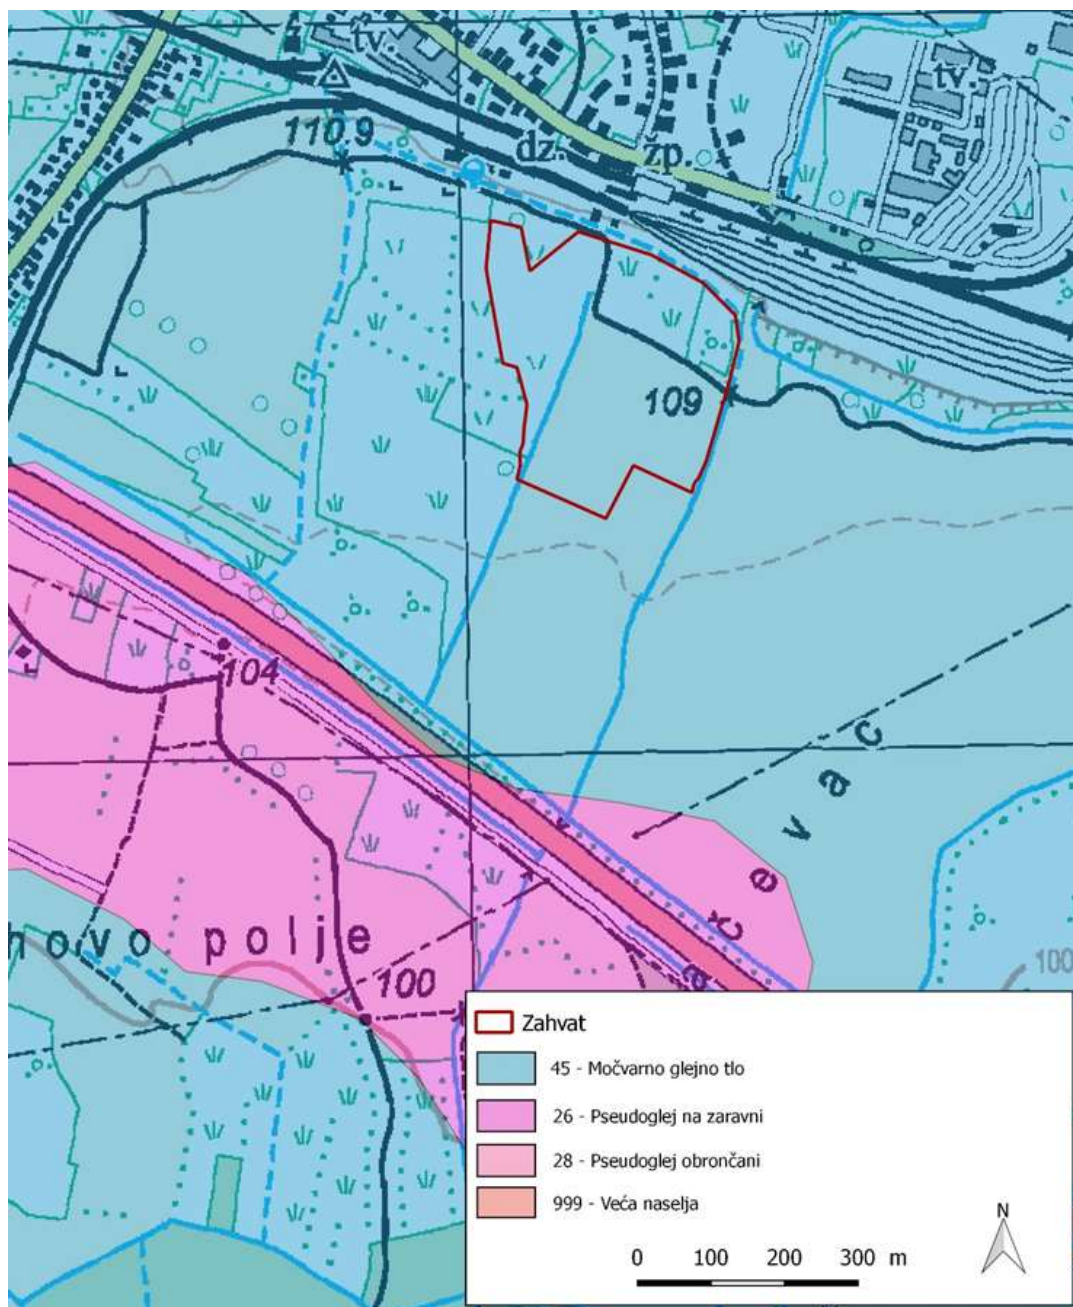 tv.
tv.
110.9
dz.
žp.
109
104
č e v a c
novo polje
100
100
Zahvat
45 - Močvarno glejno tlo
26 - Pseudoglej na zaravni
28 - Pseudoglej obrončani
999 - Veća naselja
N
0 100 200 300 m